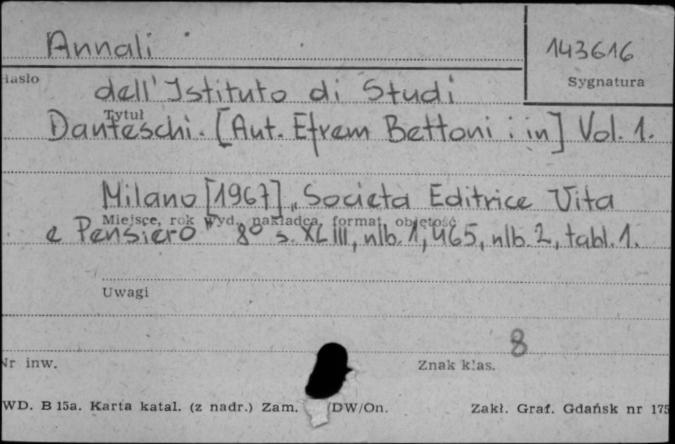 Annali
143616
Hasło
Sygnatura
dell'Istituto di Studi
Tytuł
Danteschi. [Aut. Efrem Bettoni i in] Vol. 1.
Milano [1967] „Societa Editrice Vita
Miejsce, rok wyd., nakładca, format, objętość
e Pensiero" 8° s. XLIII, nlb. 1, 465, nlb. 2, tabl. 1.
Uwagi
8
Nr inw.
Znak klas.
WD. B 15a. Karta katal. (z nadr.) Zam. DW/On. Zakł. Graf. Gdańsk nr 175